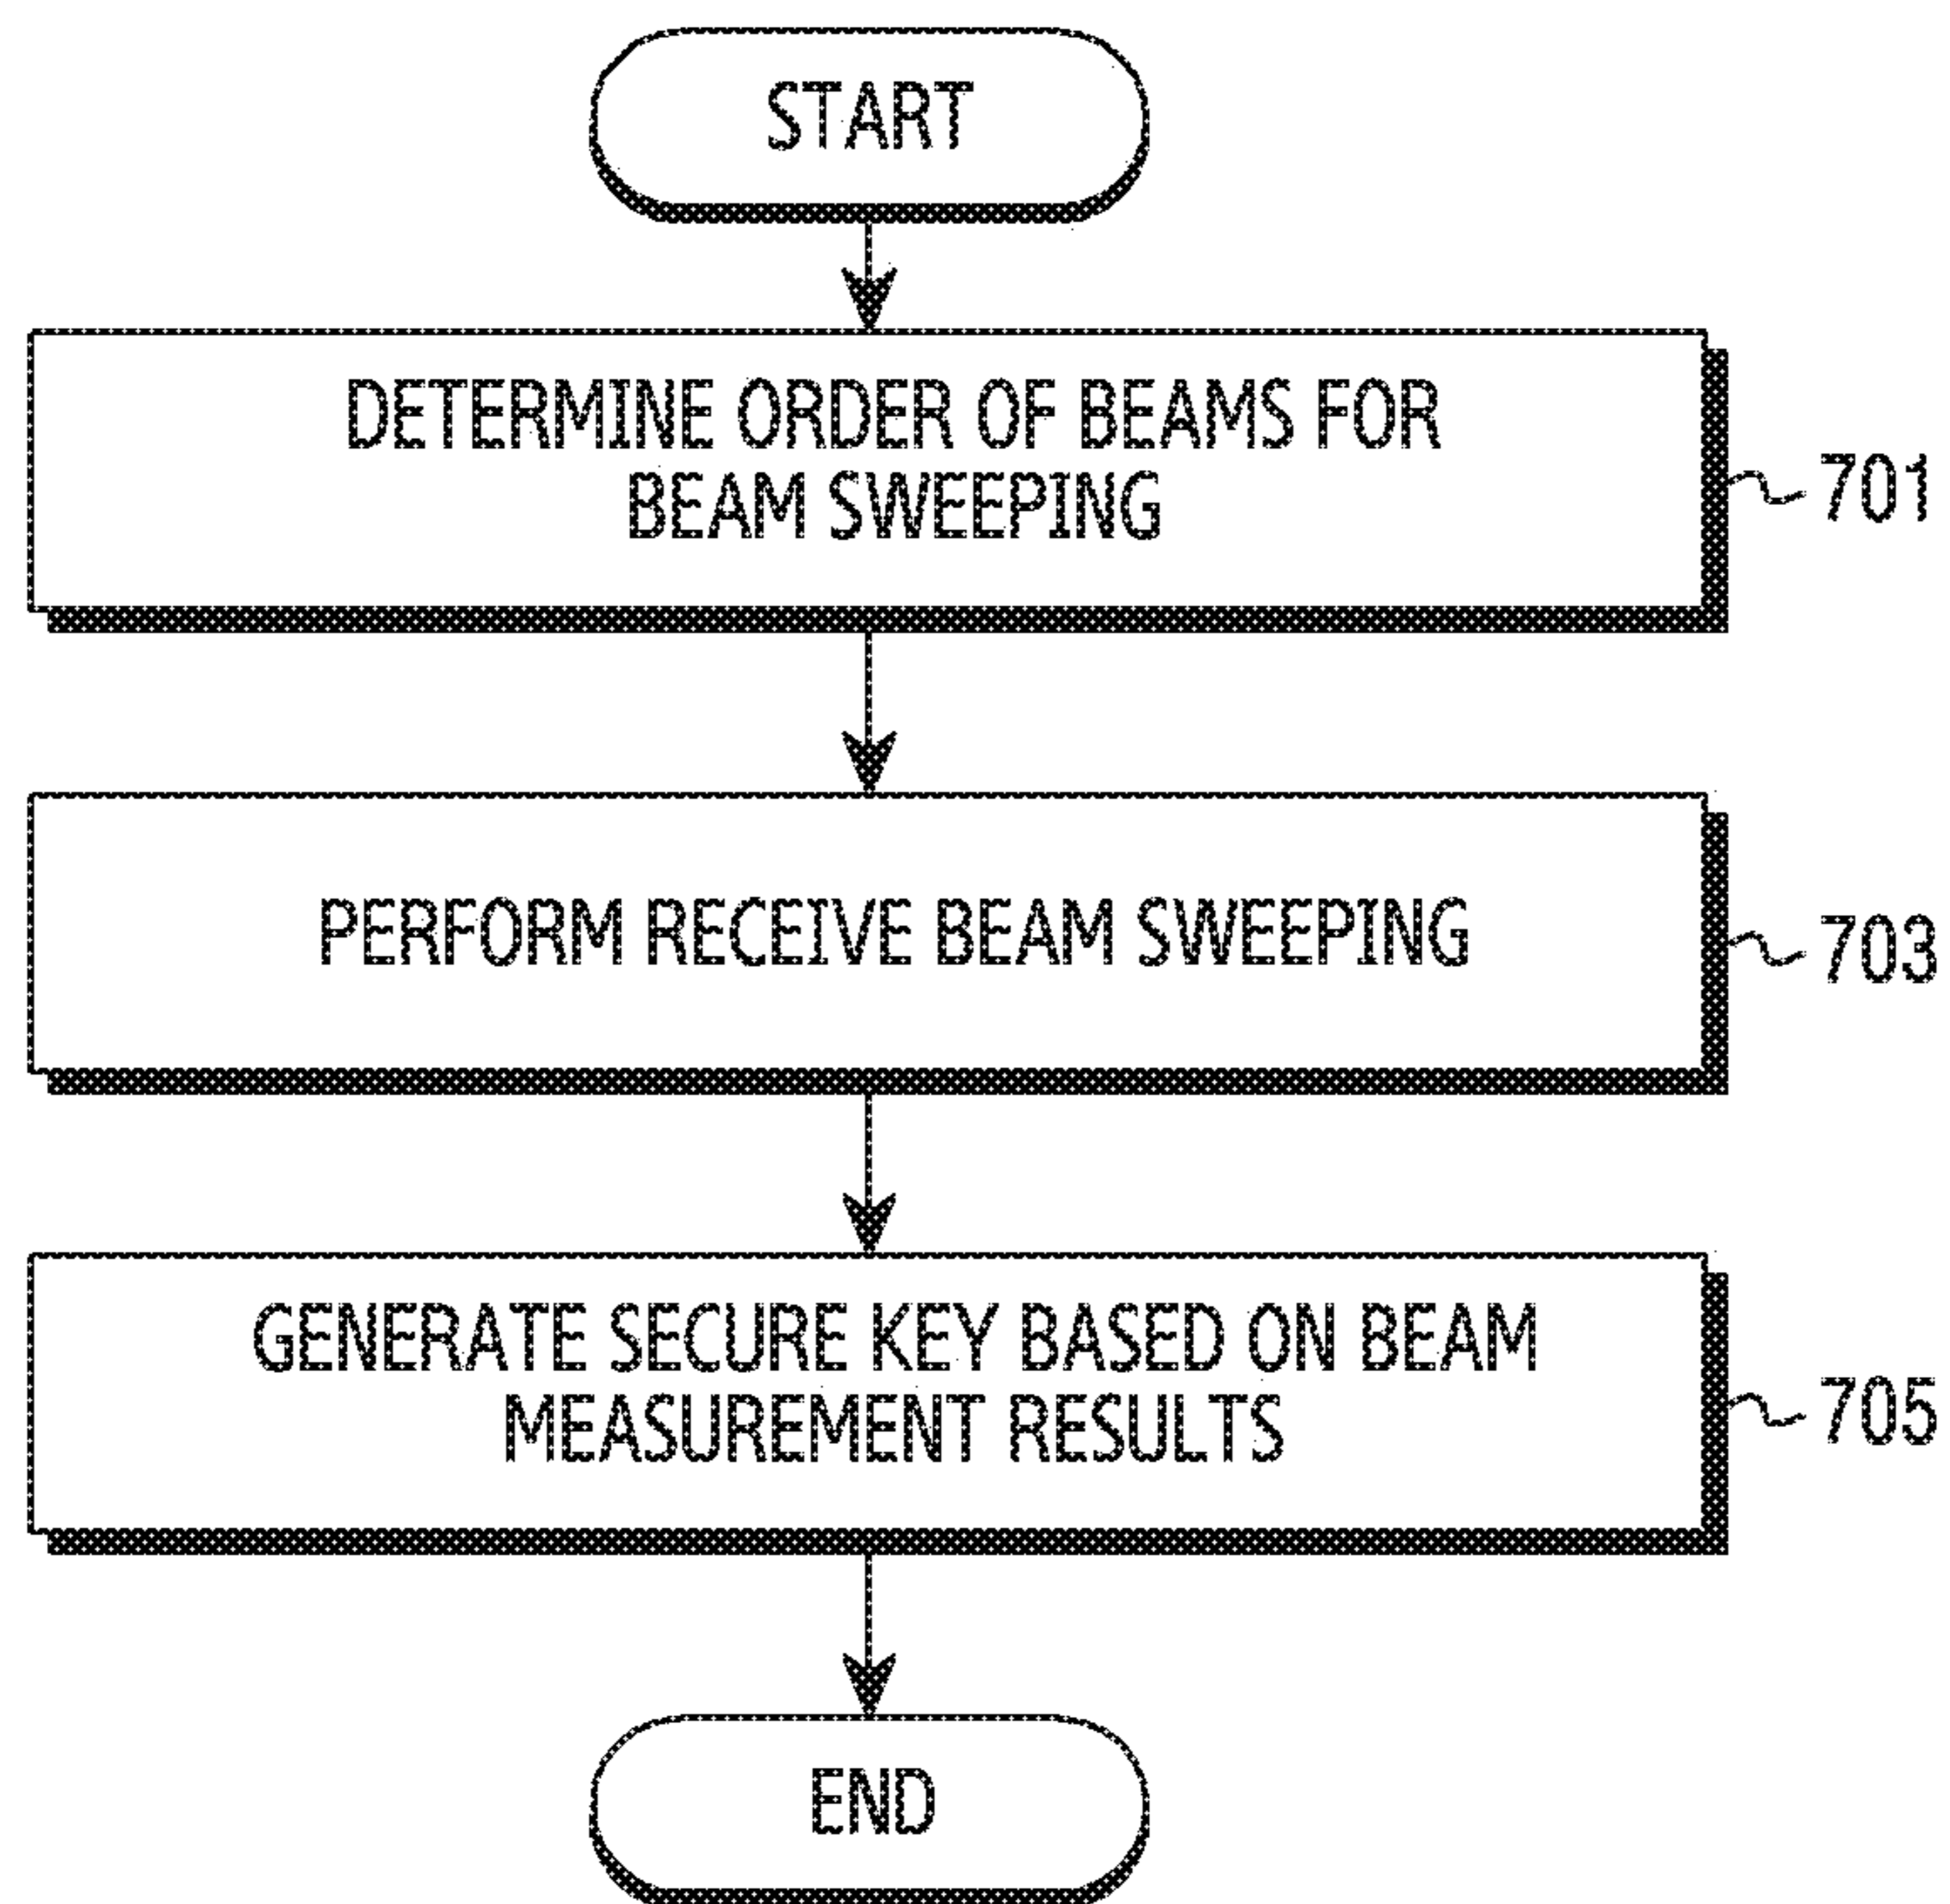 START
DETERMINE ORDER OF BEAMS FOR
BEAM SWEEPING
701
PERFORM RECEIVE BEAM SWEEPING
703
GENERATE SECURE KEY BASED ON BEAM
MEASUREMENT RESULTS
705
END